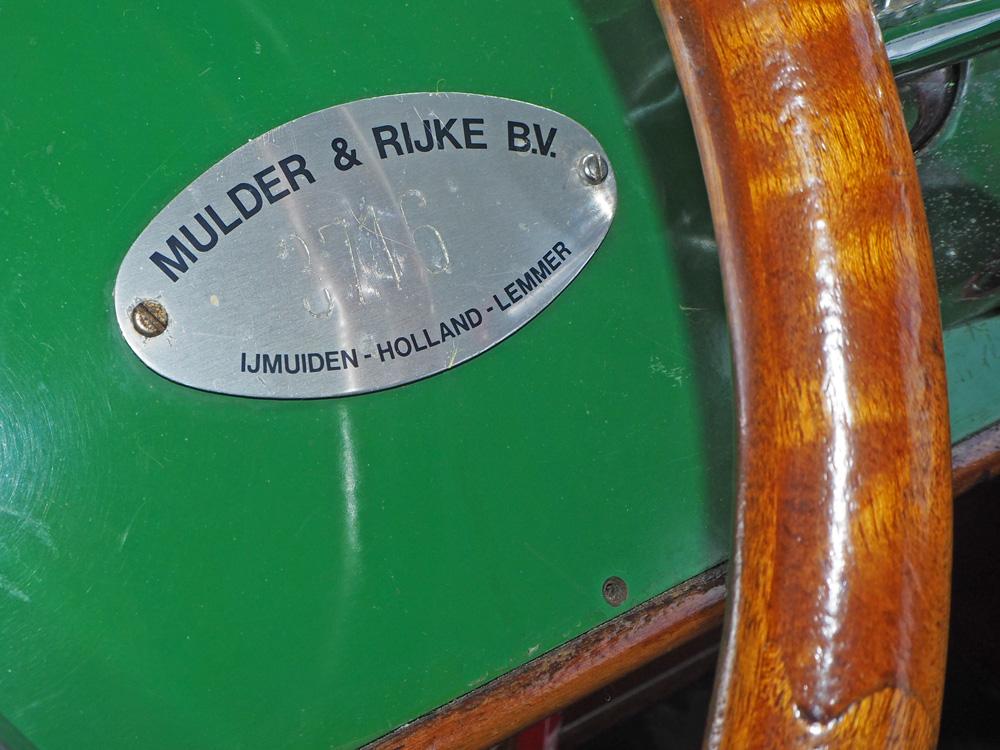 MULDER & RIJKE B.V.
IJMUIDEN - HOLLAND - LEMMER